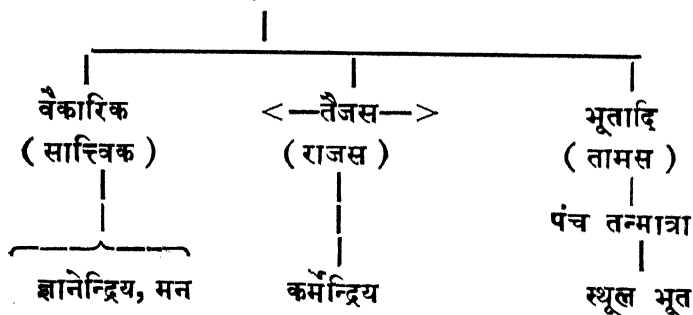 वैकारिक <—तैजस—> भूतादि
( सात्त्विक ) ( राजस ) ( तामस )
पंच तन्मात्रा
ज्ञानेन्द्रिय, मन कर्मेन्द्रिय स्थूल भूत